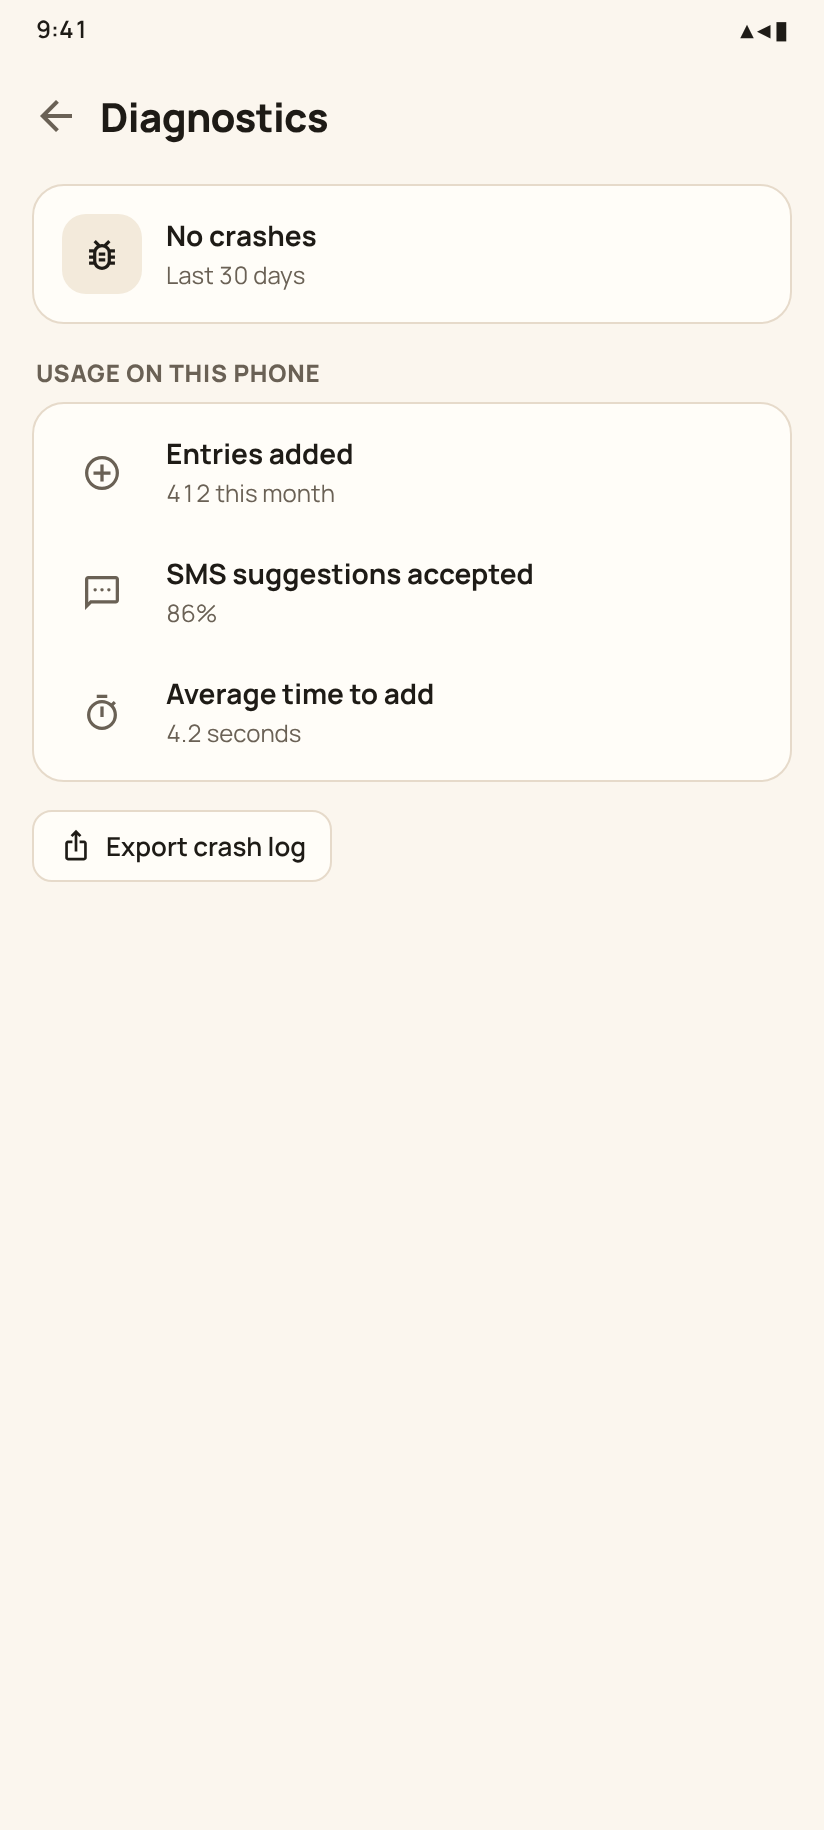 9:41
Diagnostics
No crashes
Last 30 days
USAGE ON THIS PHONE
Entries added
412 this month
SMS suggestions accepted
86%
Average time to add
4.2 seconds
Export crash log